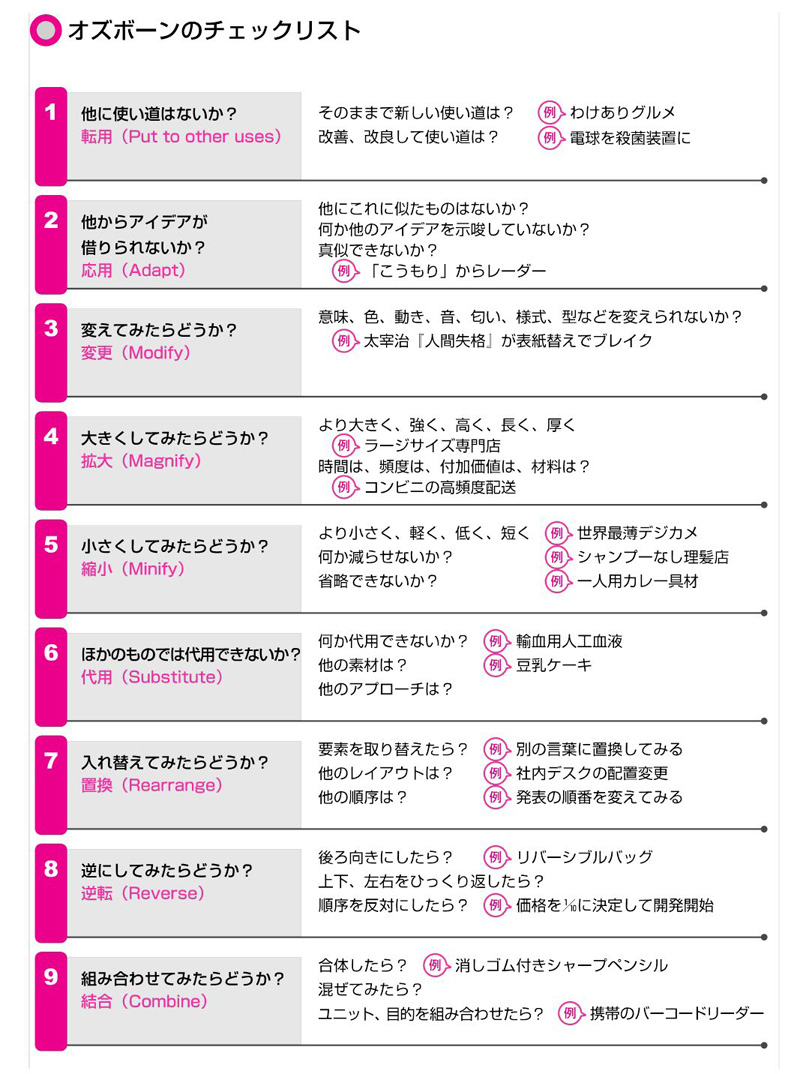 オズボーンのチェックリスト
1
他に使い道はないか？
転用（Put to other uses）
そのままで新しい使い道は？ 例 わけありグルメ
改善、改良して使い道は？ 例 電球を殺菌装置に
2
他からアイデアが
借りられないか？
応用（Adapt）
他にこれに似たものはないか？
何か他のアイデアを示唆していないか？
真似できないか？
例 「こうもり」からレーダー
3
変えてみたらどうか？
変更（Modify）
意味、色、動き、音、匂い、様式、型などを変えられないか？
例 太宰治『人間失格』が表紙替えでブレイク
4
大きくしてみたらどうか？
拡大（Magnify）
より大きく、強く、高く、長く、厚く
例 ラージサイズ専門店
時間は、頻度は、付加価値は、材料は？
例 コンビニの高頻度配送
5
小さくしてみたらどうか？
縮小（Minify）
より小さく、軽く、低く、短く 例 世界最薄デジカメ
何か減らせないか？ 例 シャンプーなし理髪店
省略できないか？ 例 一人用カレー具材
6
ほかのものでは代用できないか？
代用（Substitute）
何か代用できないか？ 例 輸血用人工血液
他の素材は？ 例 豆乳ケーキ
他のアプローチは？
7
入れ替えてみたらどうか？
置換（Rearrange）
要素を取り替えたら？ 例 別の言葉に置換してみる
他のレイアウトは？ 例 社内デスクの配置変更
他の順序は？ 例 発表の順番を変えてみる
8
逆にしてみたらどうか？
逆転（Reverse）
後ろ向きにしたら？ 例 リバーシブルバッグ
上下、左右をひっくり返したら？
順序を反対にしたら？ 例 価格を1/10に決定して開発開始
9
組み合わせてみたらどうか？
結合（Combine）
合体したら？ 例 消しゴム付きシャープペンシル
混ぜてみたら？
ユニット、目的を組み合わせたら？ 例 携帯のバーコードリーダー